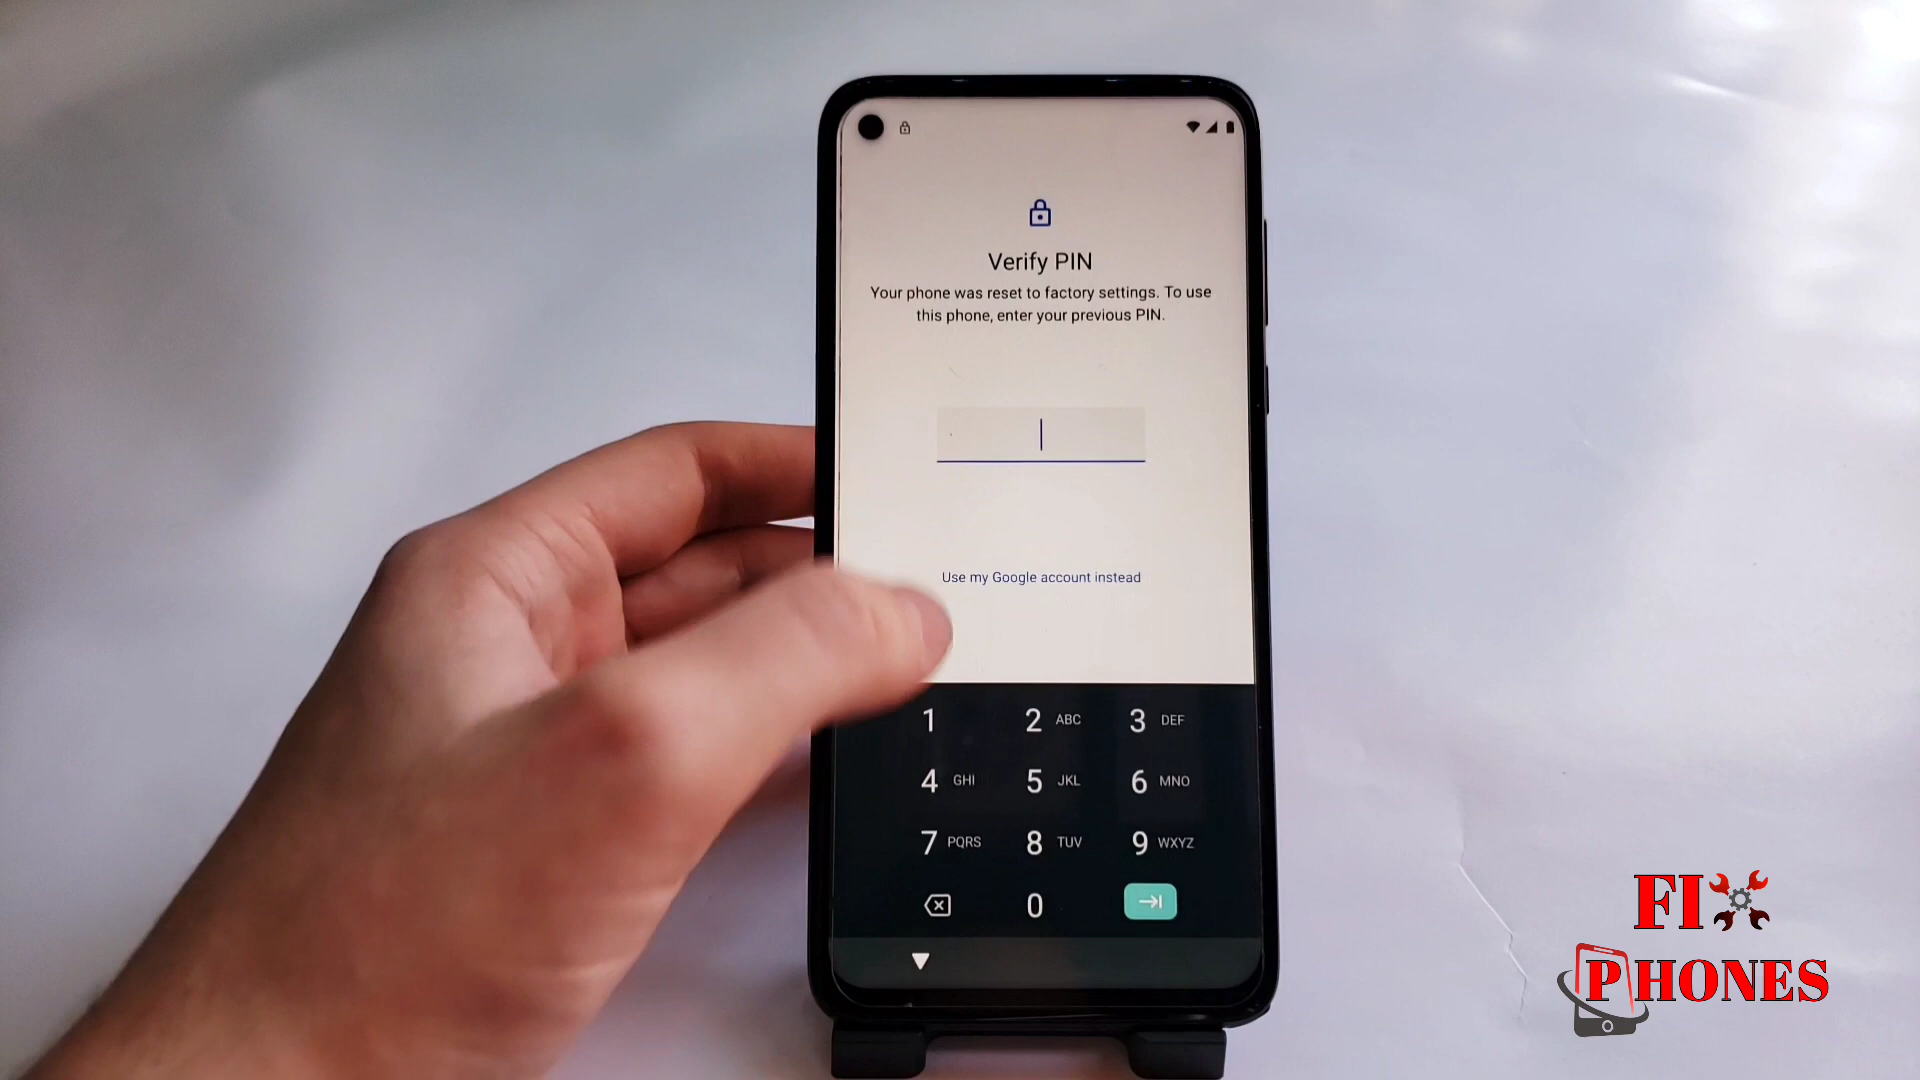 Verify PIN
Your phone was reset to factory settings. To use
this phone, enter your previous PIN.
Use my Google account instead
1 2 ABC 3 DEF
4 GHI 5 JKL 6 MNO
7 PQRS 8 TUV 9 WXYZ
0
FIX
PHONES